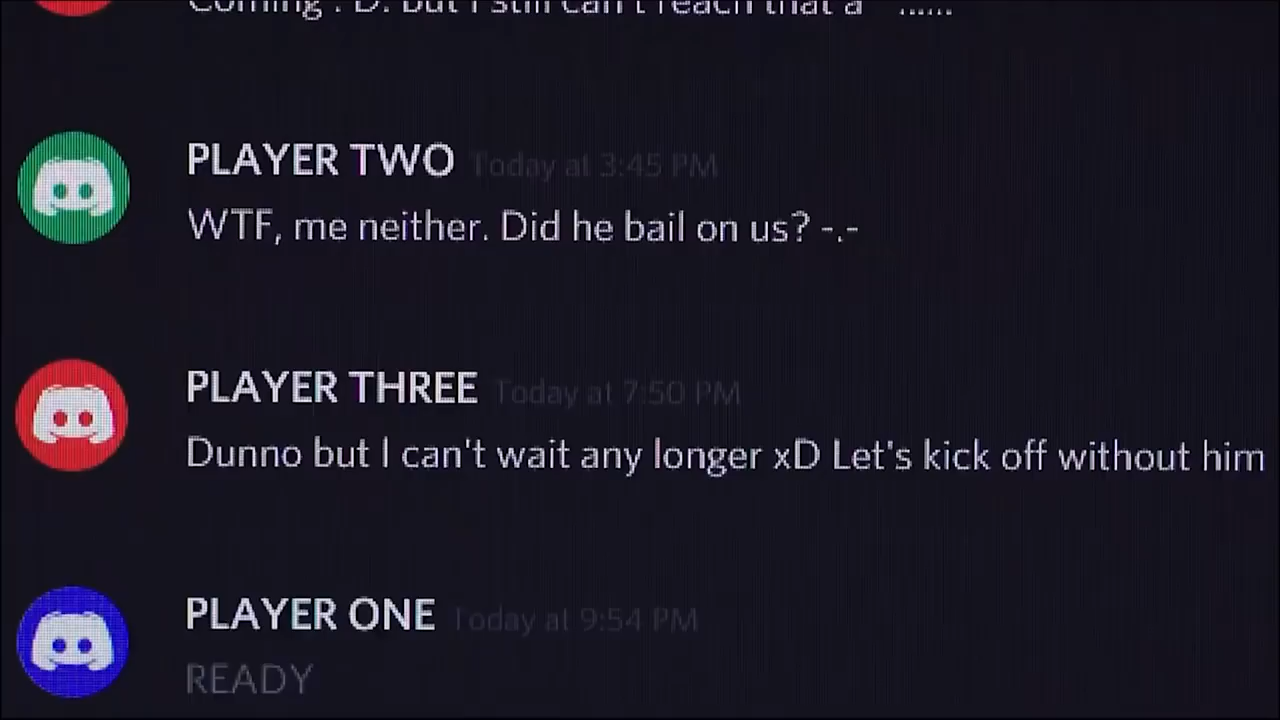 Coming : D. but I still can't reach that a
PLAYER TWO Today at 3:45 PM
WTF, me neither. Did he bail on us? -.-
PLAYER THREE Today at 7:50 PM
Dunno but I can't wait any longer xD Let's kick off without him
PLAYER ONE Today at 9:54 PM
READY